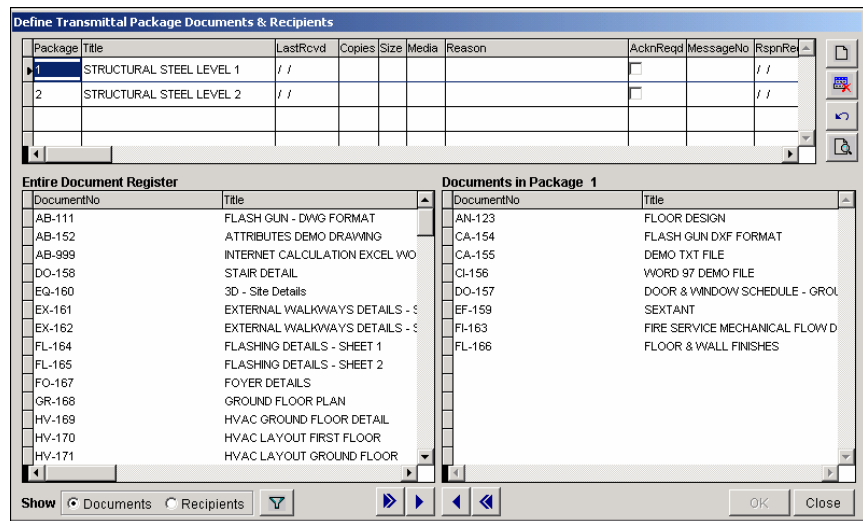 Define Transmittal Package Documents & Recipients
Package Title LastRcvd Copies Size Media Reason AcknReqd MessageNo RspnRe
1 STRUCTURAL STEEL LEVEL 1 / / / /
2 STRUCTURAL STEEL LEVEL 2 / / / /
Entire Document Register Documents in Package 1
DocumentNo Title DocumentNo Title
AB-111 FLASH GUN - DWG FORMAT AN-123 FLOOR DESIGN
AB-152 ATTRIBUTES DEMO DRAWING CA-154 FLASH GUN DXF FORMAT
AB-999 INTERNET CALCULATION EXCEL WO CA-155 DEMO TXT FILE
DO-158 STAIR DETAIL CI-156 WORD 97 DEMO FILE
EQ-160 3D - Site Details DO-157 DOOR & WINDOW SCHEDULE - GROU
EX-161 EXTERNAL WALKWAYS DETAILS - S EF-159 SEXTANT
EX-162 EXTERNAL WALKWAYS DETAILS - S FI-163 FIRE SERVICE MECHANICAL FLOW D
FL-164 FLASHING DETAILS - SHEET 1 FL-166 FLOOR & WALL FINISHES
FL-165 FLASHING DETAILS - SHEET 2
FO-167 FOYER DETAILS
GR-168 GROUND FLOOR PLAN
HV-169 HVAC GROUND FLOOR DETAIL
HV-170 HVAC LAYOUT FIRST FLOOR
HV-171 HVAC LAYOUT GROUND FLOOR
Show Documents Recipients OK Close